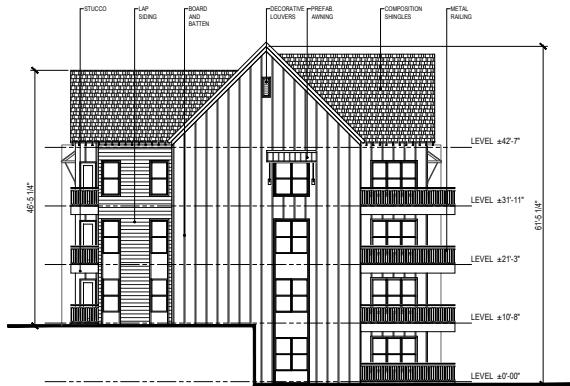 STUCCO
LAP
SIDING
BOARD
AND
BATTEN
DECORATIVE
LOUVERS
PREFAB.
AWNING
COMPOSITION
SHINGLES
METAL
RAILING
LEVEL ±42'-7"
LEVEL ±31'-11"
LEVEL ±21'-3"
LEVEL ±10'-8"
LEVEL ±0'-00"
46'-5 1/4"
61'-5 1/4"